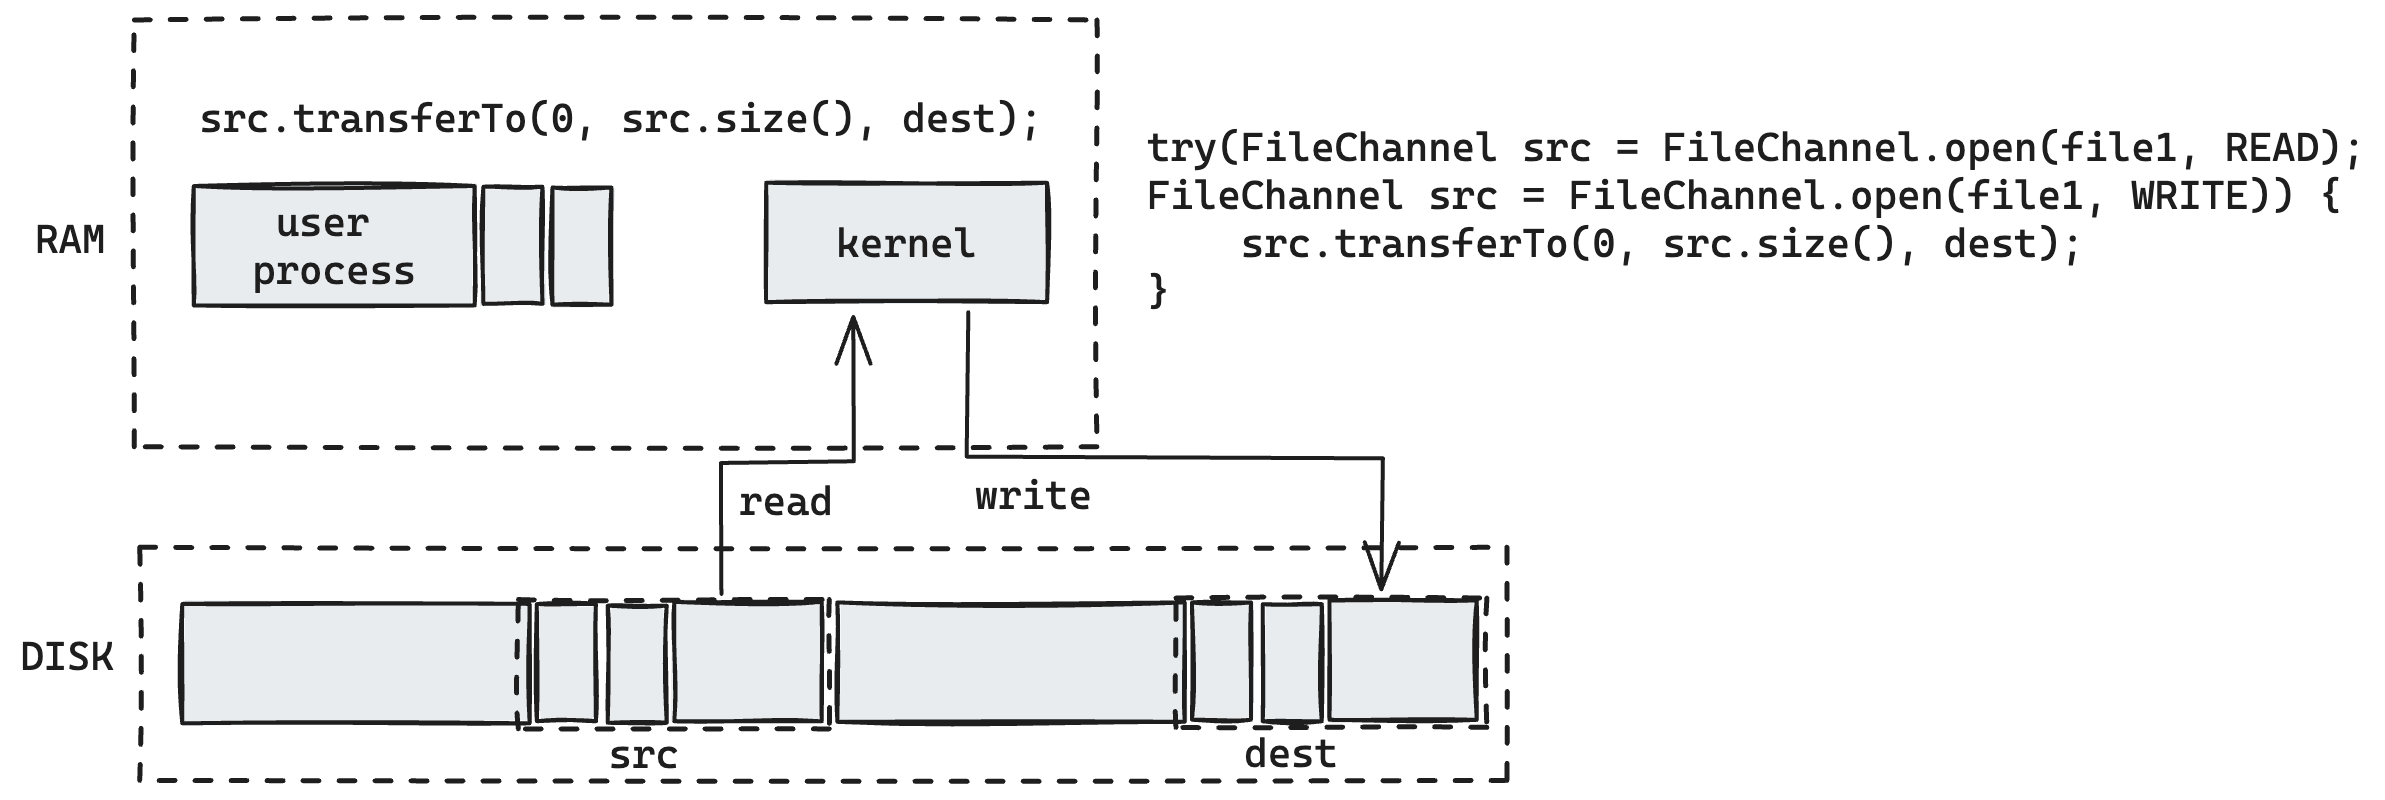 src.transferTo(0, src.size(), dest);
try(FileChannel src = FileChannel.open(file1, READ);
FileChannel src = FileChannel.open(file1, WRITE)) {
    src.transferTo(0, src.size(), dest);
}
RAM
user
process
kernel
read
write
DISK
src
dest